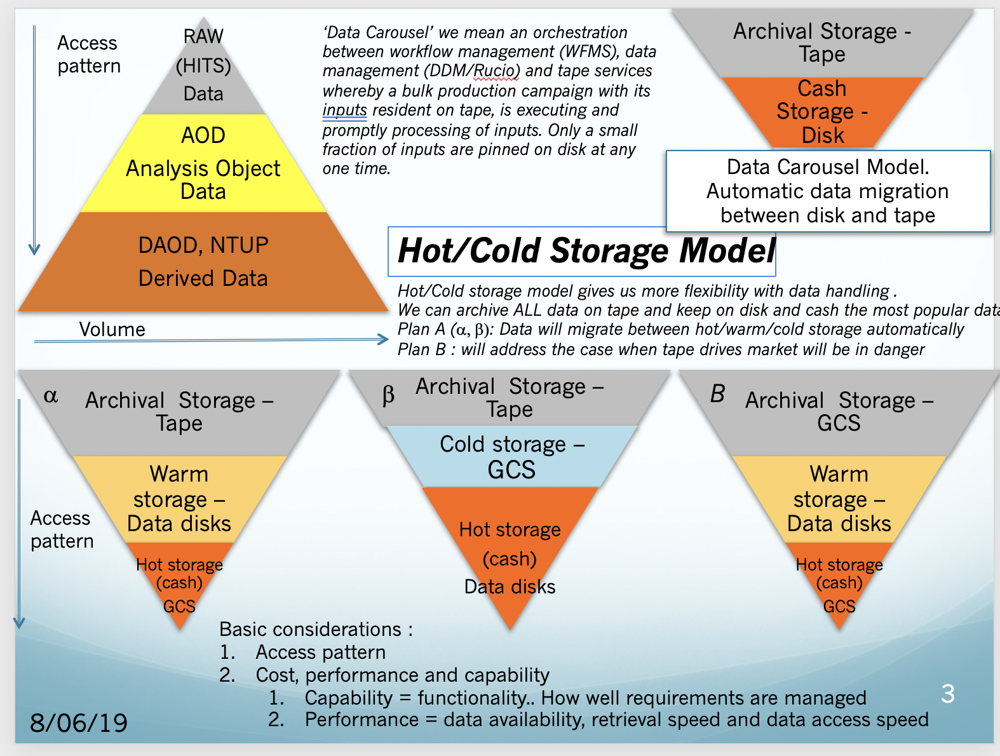 Access
pattern
RAW
(HITS)
Data
AOD
Analysis Object
Data
DAOD, NTUP
Derived Data
Volume
‘Data Carousel’ we mean an orchestration
between workflow management (WFMS), data
management (DDM/Rucio) and tape services
whereby a bulk production campaign with its
inputs resident on tape, is executing and
promptly processing of inputs. Only a small
fraction of inputs are pinned on disk at any
one time.
Archival Storage -
Tape
Cash
Storage -
Disk
Data Carousel Model.
Automatic data migration
between disk and tape
Hot/Cold Storage Model
Hot/Cold storage model gives us more flexibility with data handling .
We can archive ALL data on tape and keep on disk and cash the most popular data
Plan A (α, β): Data will migrate between hot/warm/cold storage automatically
Plan B : will address the case when tape drives market will be in danger
α
Archival  Storage –
Tape
Warm
storage –
Data disks
Hot storage
(cash)
GCS
Access
pattern
β
Archival  Storage –
Tape
Cold storage –
GCS
Hot storage
(cash)
Data disks
B
Archival  Storage –
GCS
Warm
storage –
Data disks
Hot storage
(cash)
GCS
Basic considerations :
1. Access pattern
2. Cost, performance and capability
1. Capability = functionality.. How well requirements are managed
2. Performance = data availability, retrieval speed and data access speed
8/06/19
3